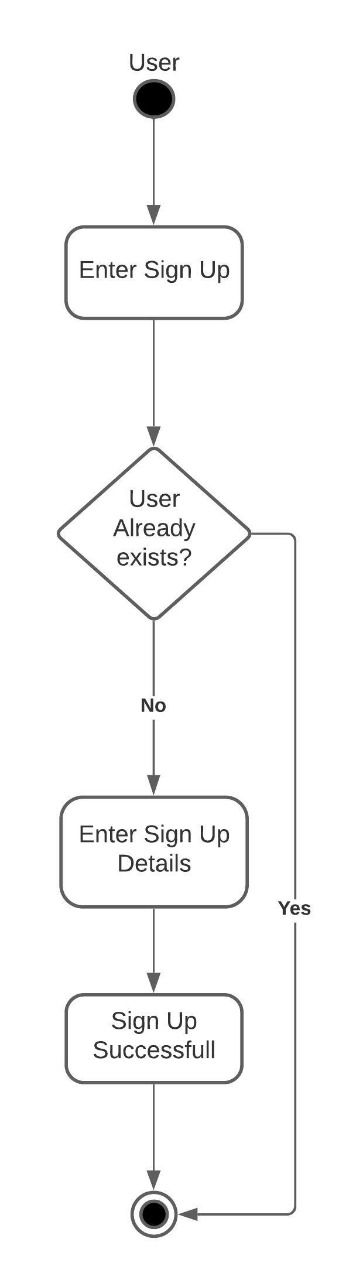 User
Enter Sign Up
User
Already
exists?
No
Enter Sign Up
Details
Yes
Sign Up
Successfull